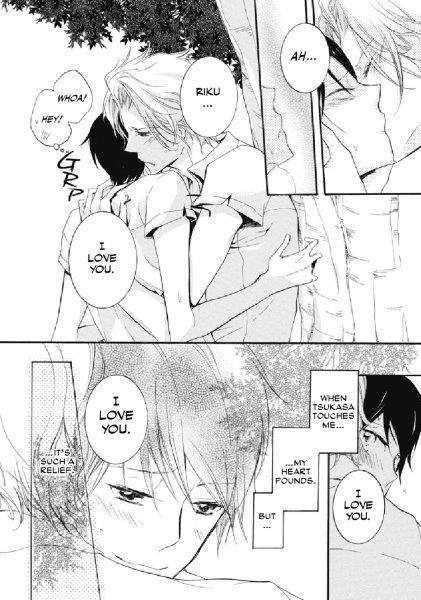 AH...
RIKU
...
WHOA!
HEY!
GRP
I
LOVE
YOU.
WHEN
TSUKASA
TOUCHES
ME...
...MY
HEART
POUNDS.
BUT ...
I
LOVE
YOU.
I
LOVE
YOU.
...IT'S
SUCH A
RELIEF.